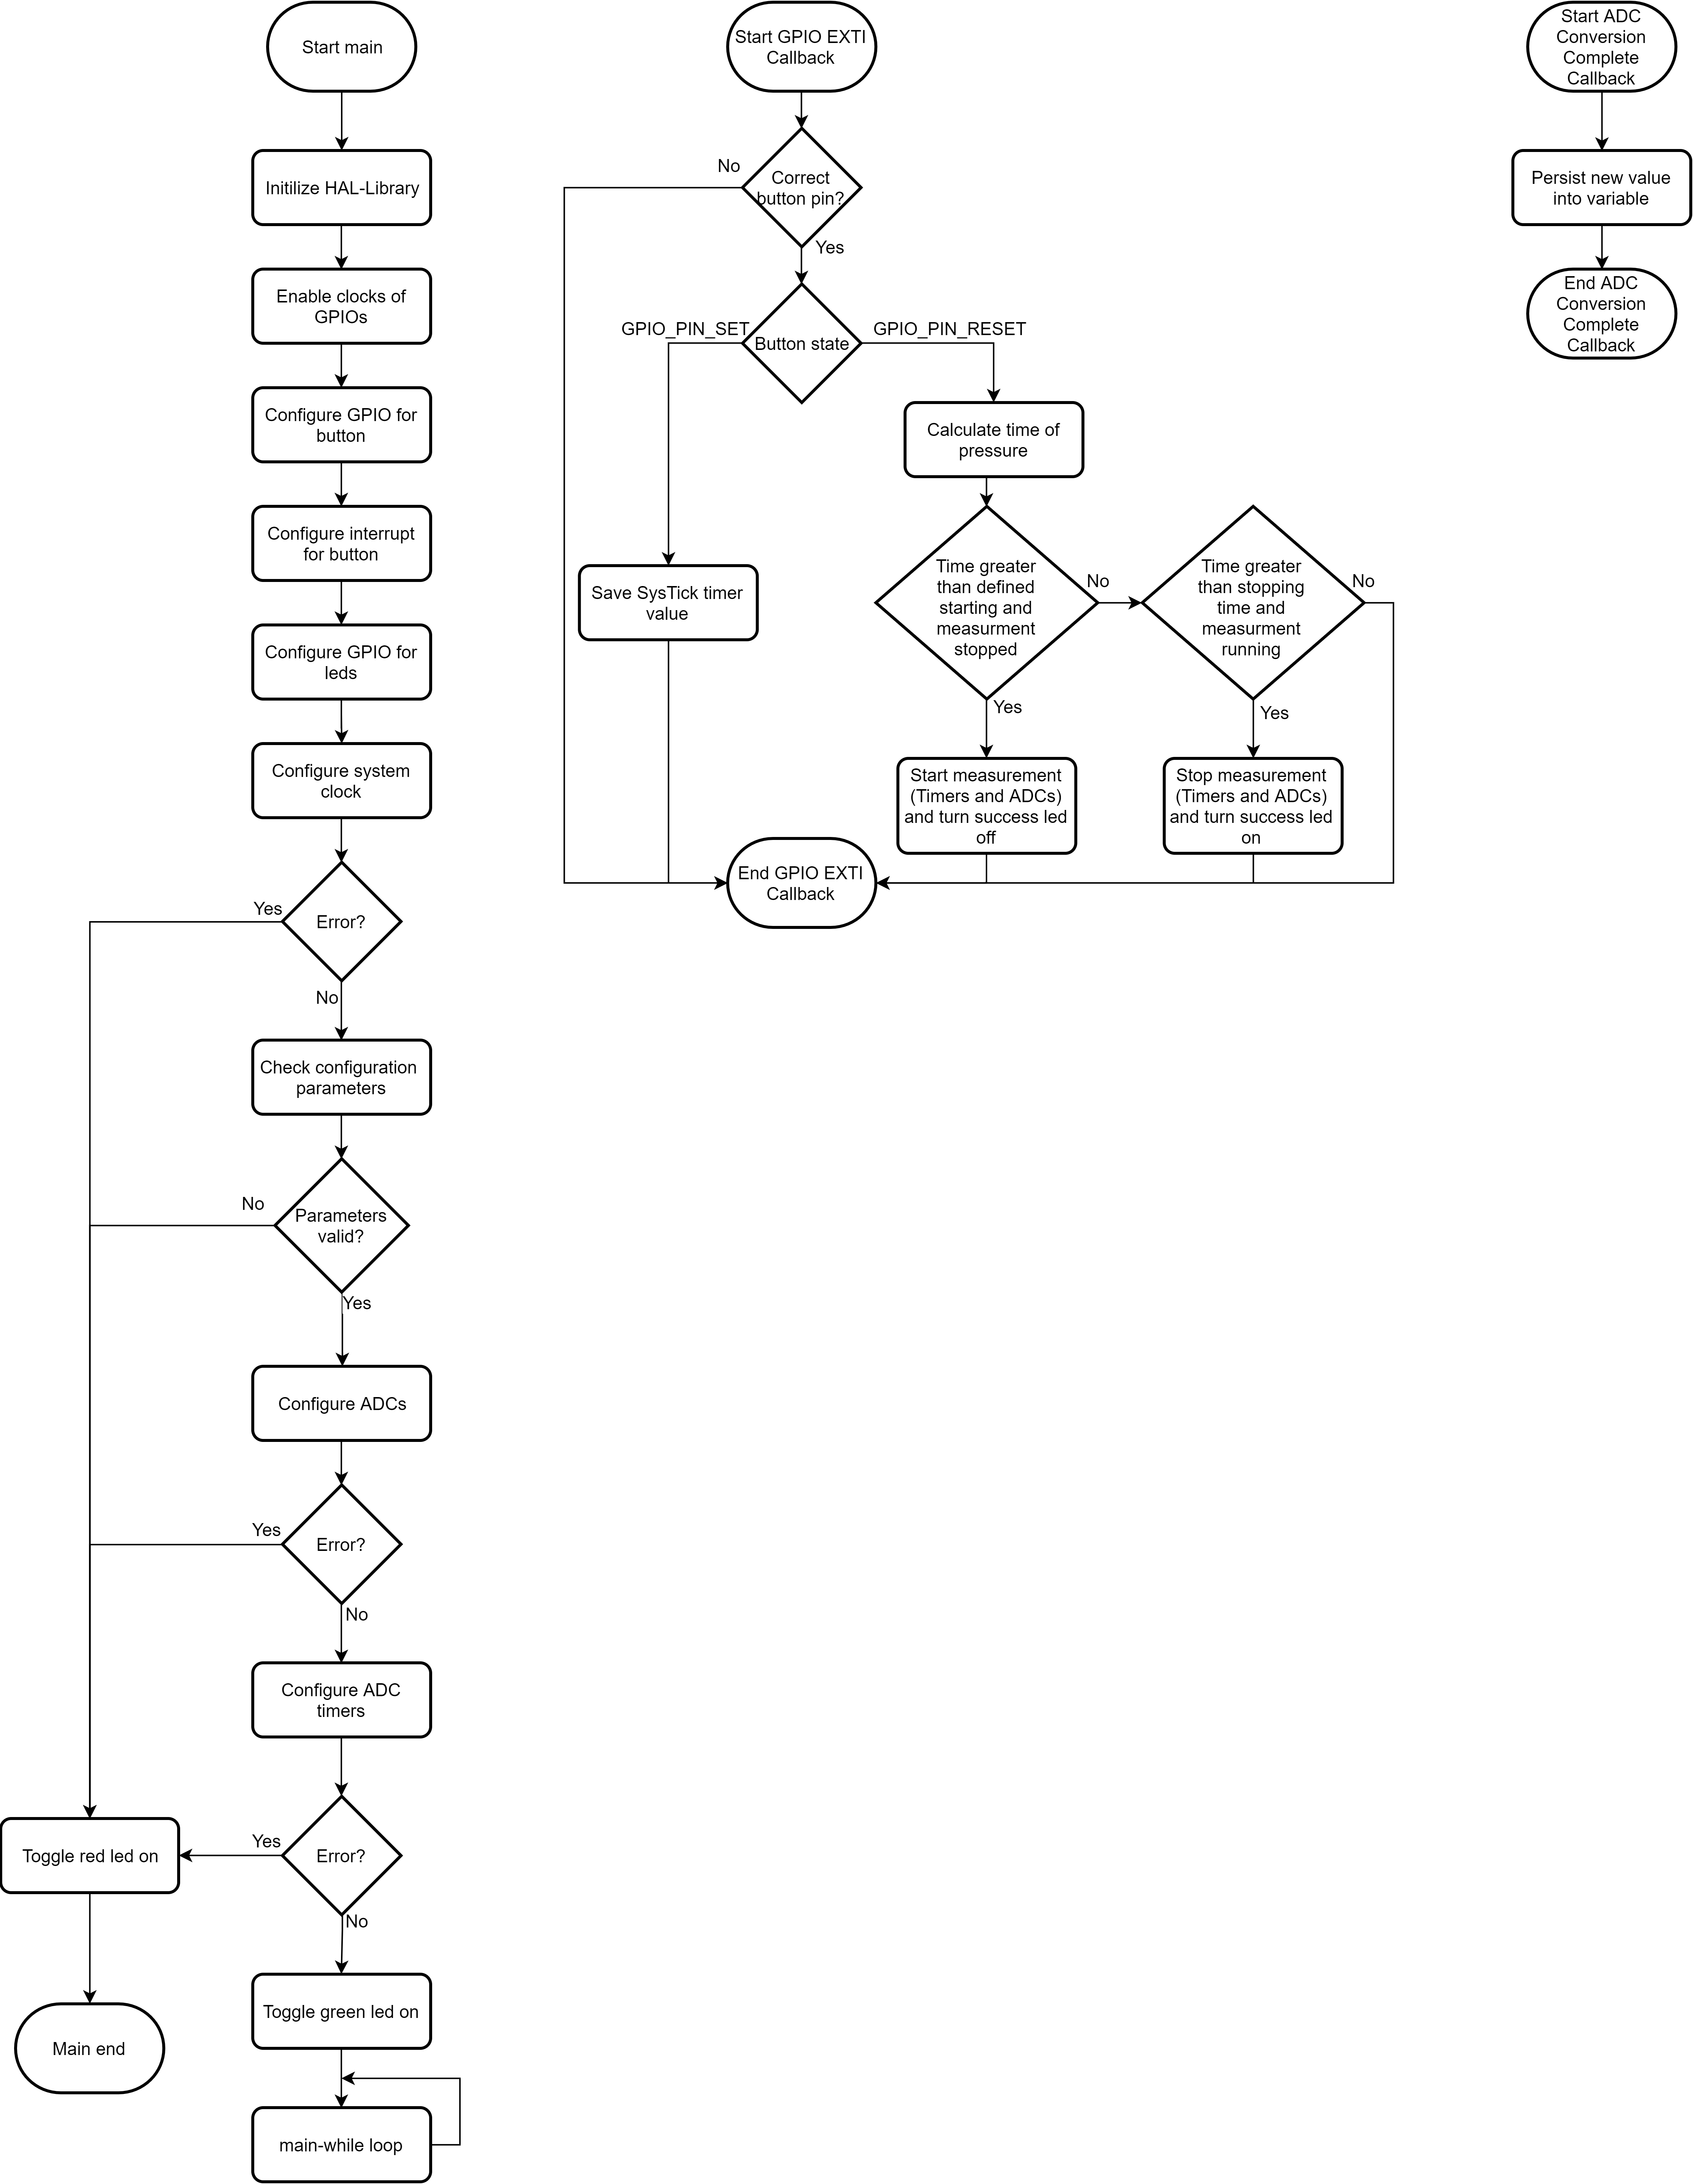 Start main
Initilize HAL-Library
Enable clocks of
GPIOs
Configure GPIO for
button
Configure interrupt
for button
Configure GPIO for
leds
Configure system
clock
Error?
Yes
No
Check configuration
parameters
Parameters
valid?
No
Yes
Configure ADCs
Error?
Yes
No
Configure ADC
timers
Error?
Yes
No
Toggle red led on
Main end
Toggle green led on
main-while loop
Start GPIO EXTI
Callback
Correct
button pin?
No
Yes
Button state
GPIO_PIN_SET
GPIO_PIN_RESET
Save SysTick timer
value
Calculate time of
pressure
Time greater
than defined
starting and
measurment
stopped
No
Yes
Time greater
than stopping
time and
measurment
running
No
Yes
Start measurement
(Timers and ADCs)
and turn success led
off
Stop measurement
(Timers and ADCs)
and turn success led
on
End GPIO EXTI
Callback
Start ADC
Conversion
Complete
Callback
Persist new value
into variable
End ADC
Conversion
Complete
Callback